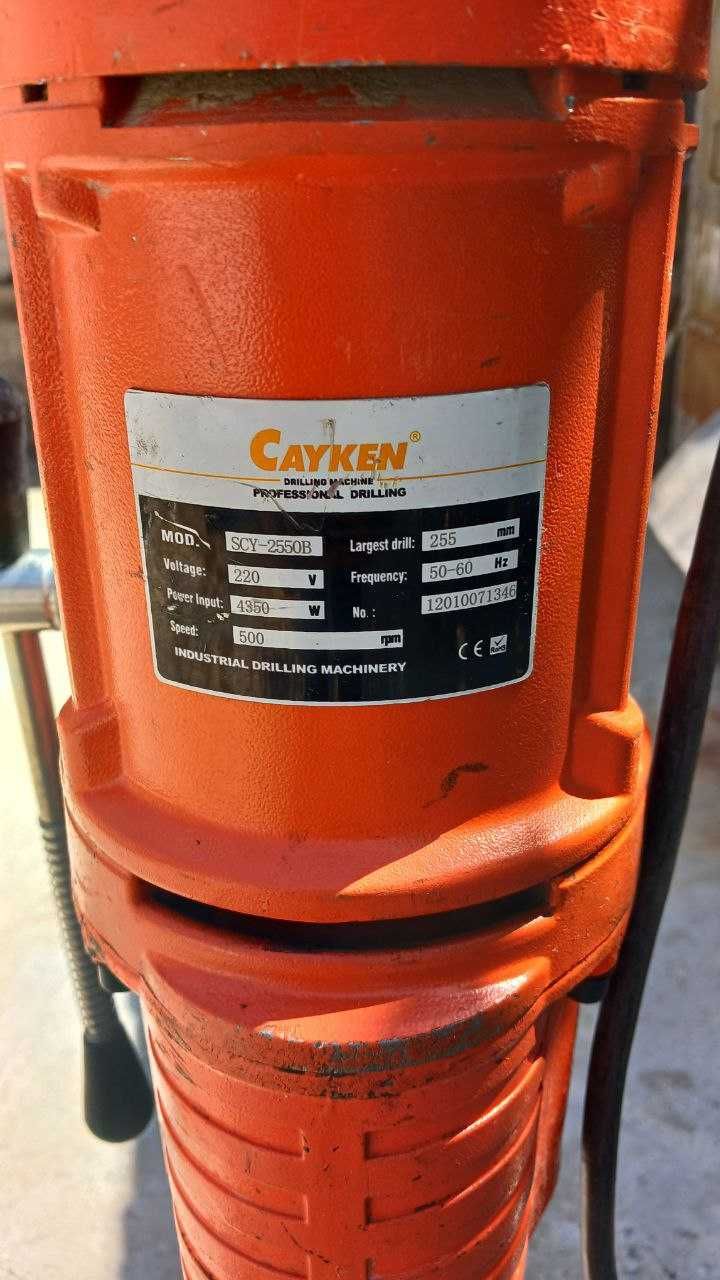 CAYKEN®
DRILLING MACHINE
PROFESSIONAL DRILLING
MOD. SCY-2550B
Voltage: 220 V
Power Input: 4350 W
Speed: 500 rpm
Largest drill: 255 mm
Frequency: 50-60 Hz
No.: 12010071346
INDUSTRIAL DRILLING MACHINERY
CE RoHS